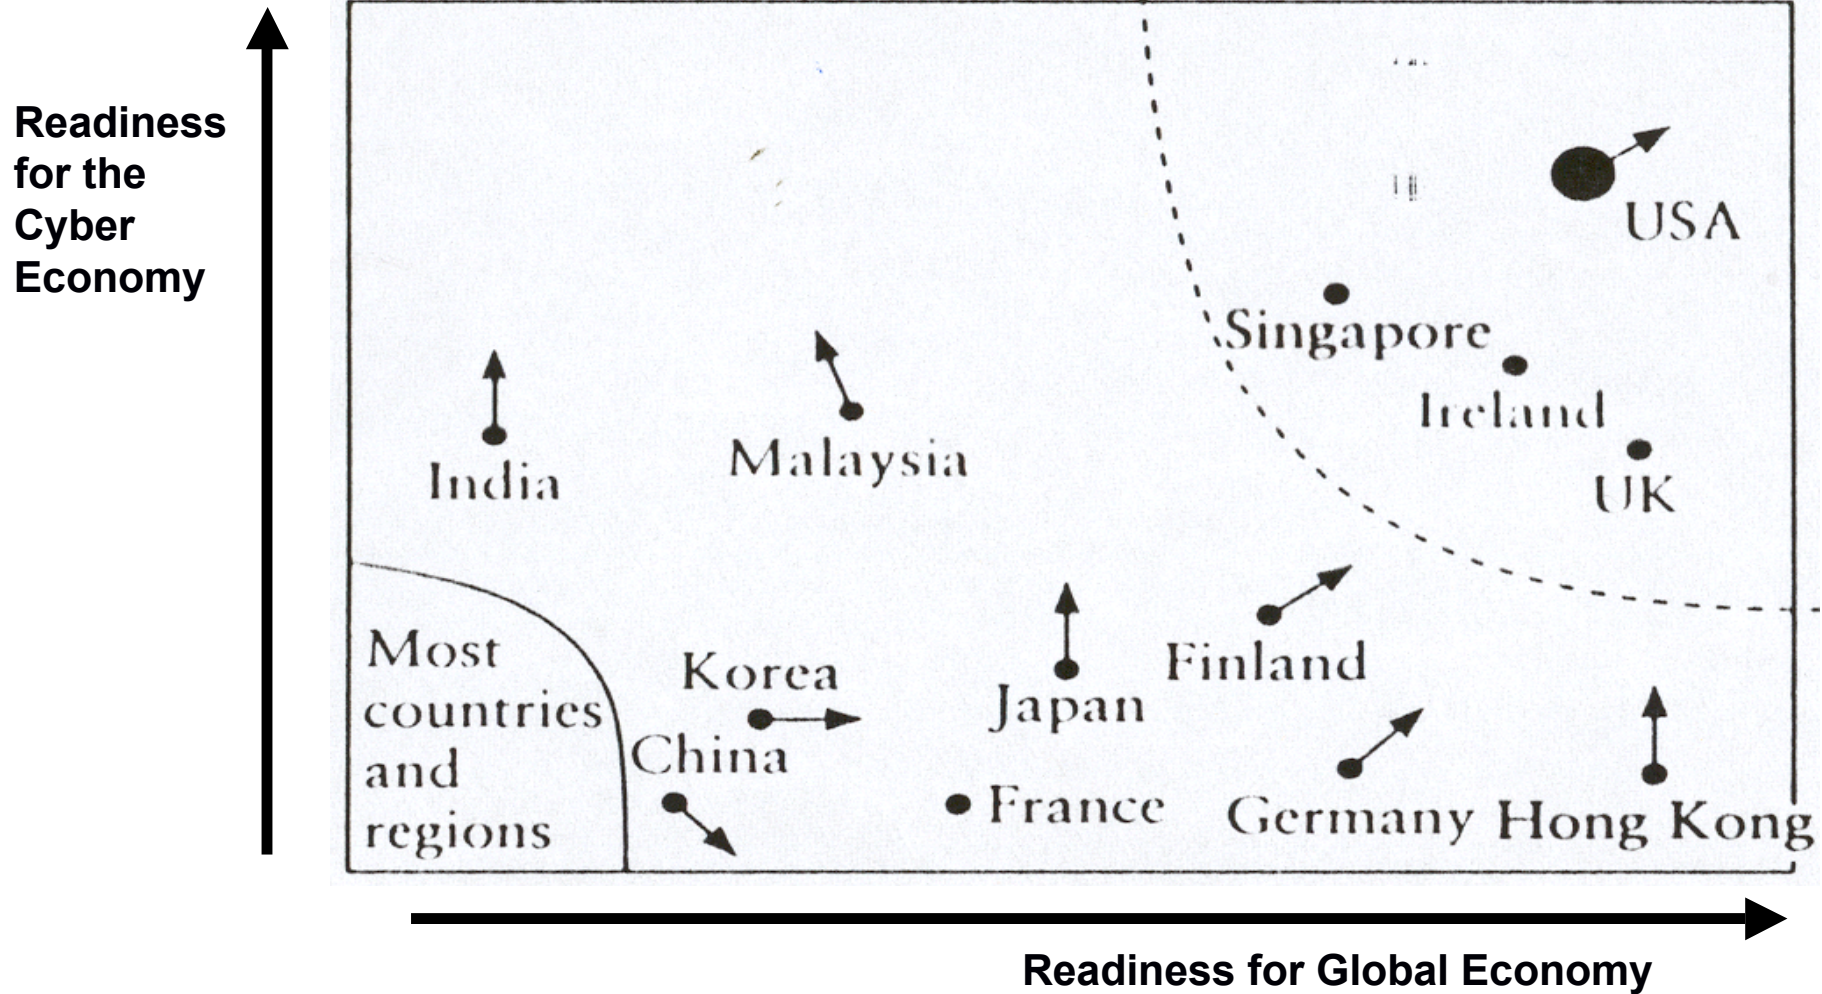 Readiness
for the
Cyber
Economy
USA
Singapore
Ireland
Malaysia
India
UK
Most
countries
and
regions
Korea
China
Japan
Finland
France
Germany
Hong Kong
Readiness for Global Economy